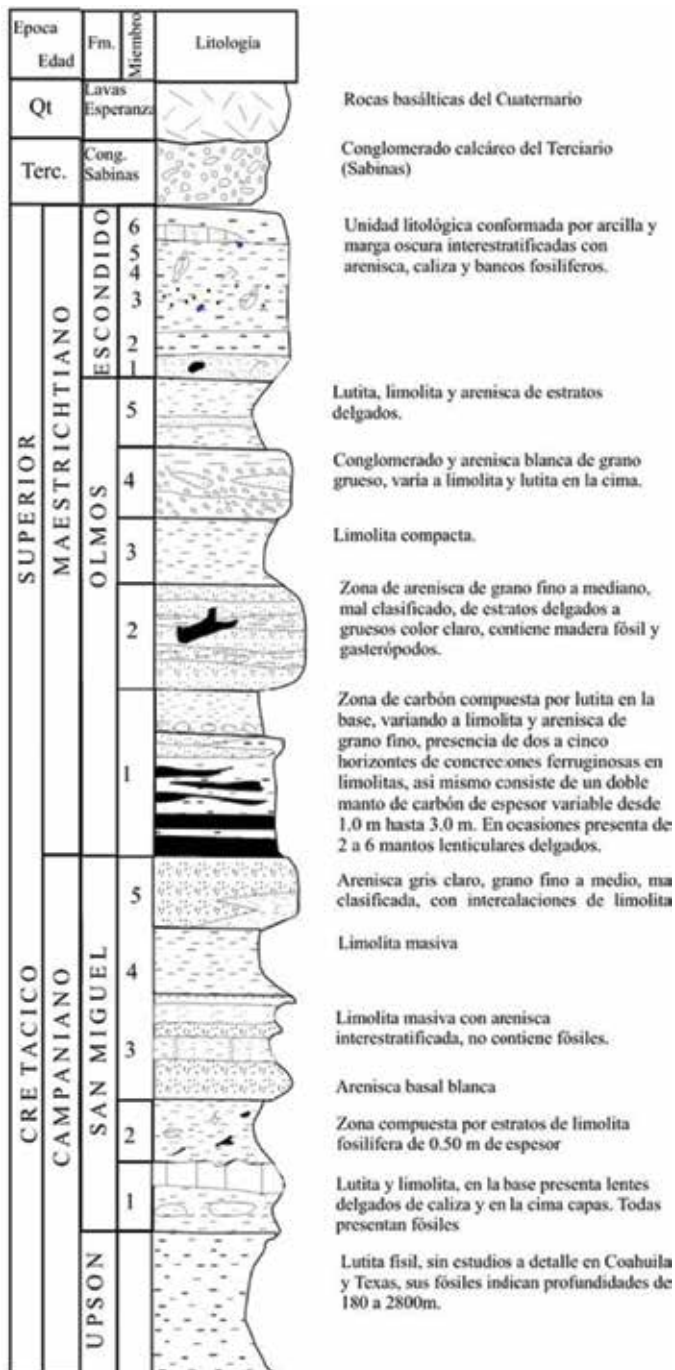 Epoca
Edad
Fm.
Miembro
Litología
Qt
Lavas
Esperanza
Rocas basálticas del Cuaternario
Terc.
Cong.
Sabinas
Conglomerado calcáreo del Terciario
(Sabinas)
CRETACICO
SUPERIOR
MAESTRICHTIANO
ESCONDIDO
6
5
4
3
2
1
Unidad litológica conformada por arcilla y
marga oscura interestratificadas con
arenisca, caliza y bancos fosilíferos.
OLMOS
5
Lutita, limolita y arenisca de estratos
delgados.
4
Conglomerado y arenisca blanca de grano
grueso, varía a limolita y lutita en la cima.
3
Limolita compacta.
2
Zona de arenisca de grano fino a mediano,
mal clasificado, de estratos delgados a
gruesos color claro, contiene madera fósil y
gasterópodos.
1
Zona de carbón compuesta por lutita en la
base, variando a limolita y arenisca de
grano fino, presencia de dos a cinco
horizontes de concreciones ferruginosas en
limolitas, asi mismo consiste de un doble
manto de carbón de espesor variable desde
1.0 m hasta 3.0 m. En ocasiones presenta de
2 a 6 mantos lenticulares delgados.
CAMPANIANO
SAN MIGUEL
5
Arenisca gris claro, grano fino a medio, ma
clasificada, con intercalaciones de limolita
4
Limolita masiva
3
Limolita masiva con arenisca
interestratificada, no contiene fósiles.
Arenisca basal blanca
2
Zona compuesta por estratos de limolita
fosilífera de 0.50 m de espesor
1
Lutita y limolita, en la base presenta lentes
delgados de caliza y en la cima capas. Todas
presentan fósiles
UPSON
Lutita físil, sin estudios a detalle en Coahuila
y Texas, sus fósiles indican profundidades de
180 a 2800m.